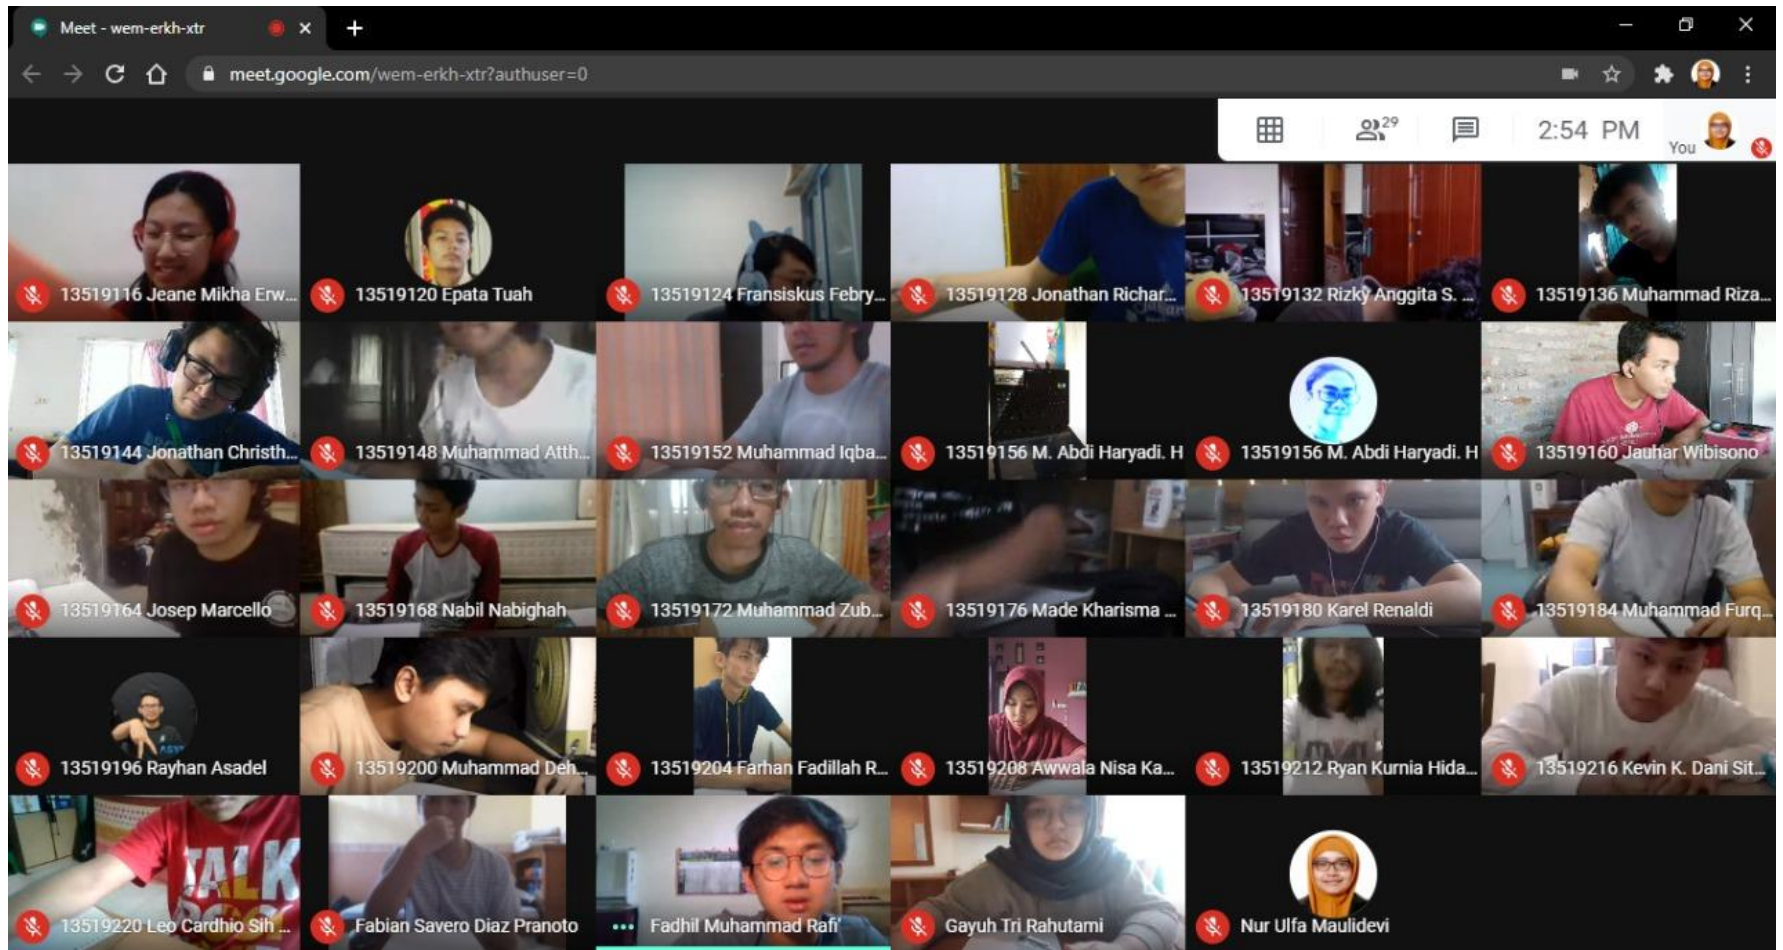 Meet - wem-erkh-xtr
meet.google.com/wem-erkh-xtr?authuser=0
29
2:54 PM
You
13519116 Jeane Mikha Erw...
13519120 Epata Tuah
13519124 Fransiskus Febry...
13519128 Jonathan Richar...
13519132 Rizky Anggita S. ...
13519136 Muhammad Riza...
13519144 Jonathan Christh...
13519148 Muhammad Atth...
13519152 Muhammad Iqba...
13519156 M. Abdi Haryadi. H
13519156 M. Abdi Haryadi. H
13519160 Jauhar Wibisono
13519164 Josep Marcello
13519168 Nabil Nabighah
13519172 Muhammad Zub...
13519176 Made Kharisma ...
13519180 Karel Renaldi
13519184 Muhammad Furq...
13519196 Rayhan Asadel
13519200 Muhammad Deh...
13519204 Farhan Fadillah R...
13519208 Awwala Nisa Ka...
13519212 Ryan Kurnia Hida...
13519216 Kevin K. Dani Sit...
TALK
13519220 Leo Cardhio Sih ...
Fabian Savero Diaz Pranoto
Fadhil Muhammad Rafi'
Gayuh Tri Rahutami
Nur Ulfa Maulidevi